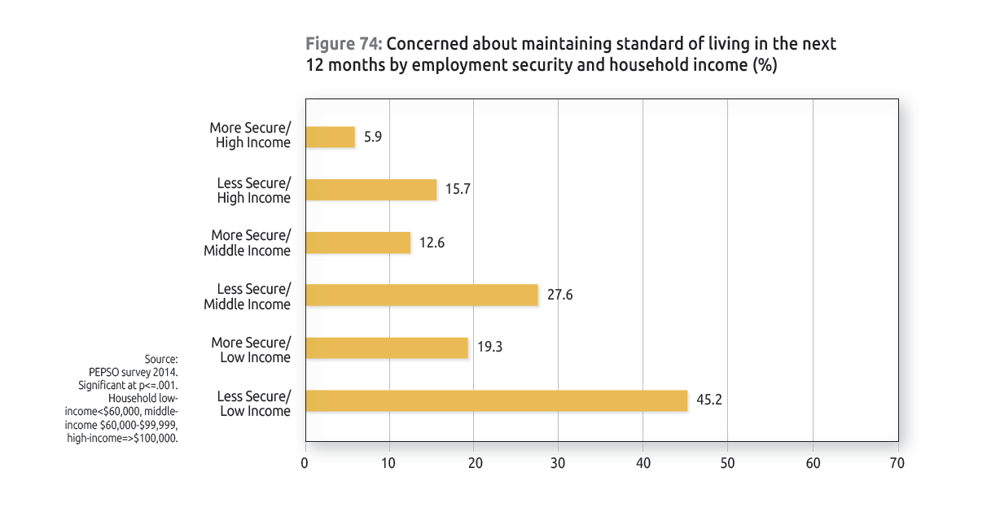 Figure 74: Concerned about maintaining standard of living in the next
12 months by employment security and household income (%)
More Secure/
High Income
5.9
Less Secure/
High Income
15.7
More Secure/
Middle Income
12.6
Less Secure/
Middle Income
27.6
More Secure/
Low Income
19.3
Less Secure/
Low Income
45.2
Source:
PEPSO survey 2014.
Significant at p<=.001.
Household low-
income<$60,000, middle-
income $60,000-$99,999,
high-income=>$100,000.
0 10 20 30 40 50 60 70